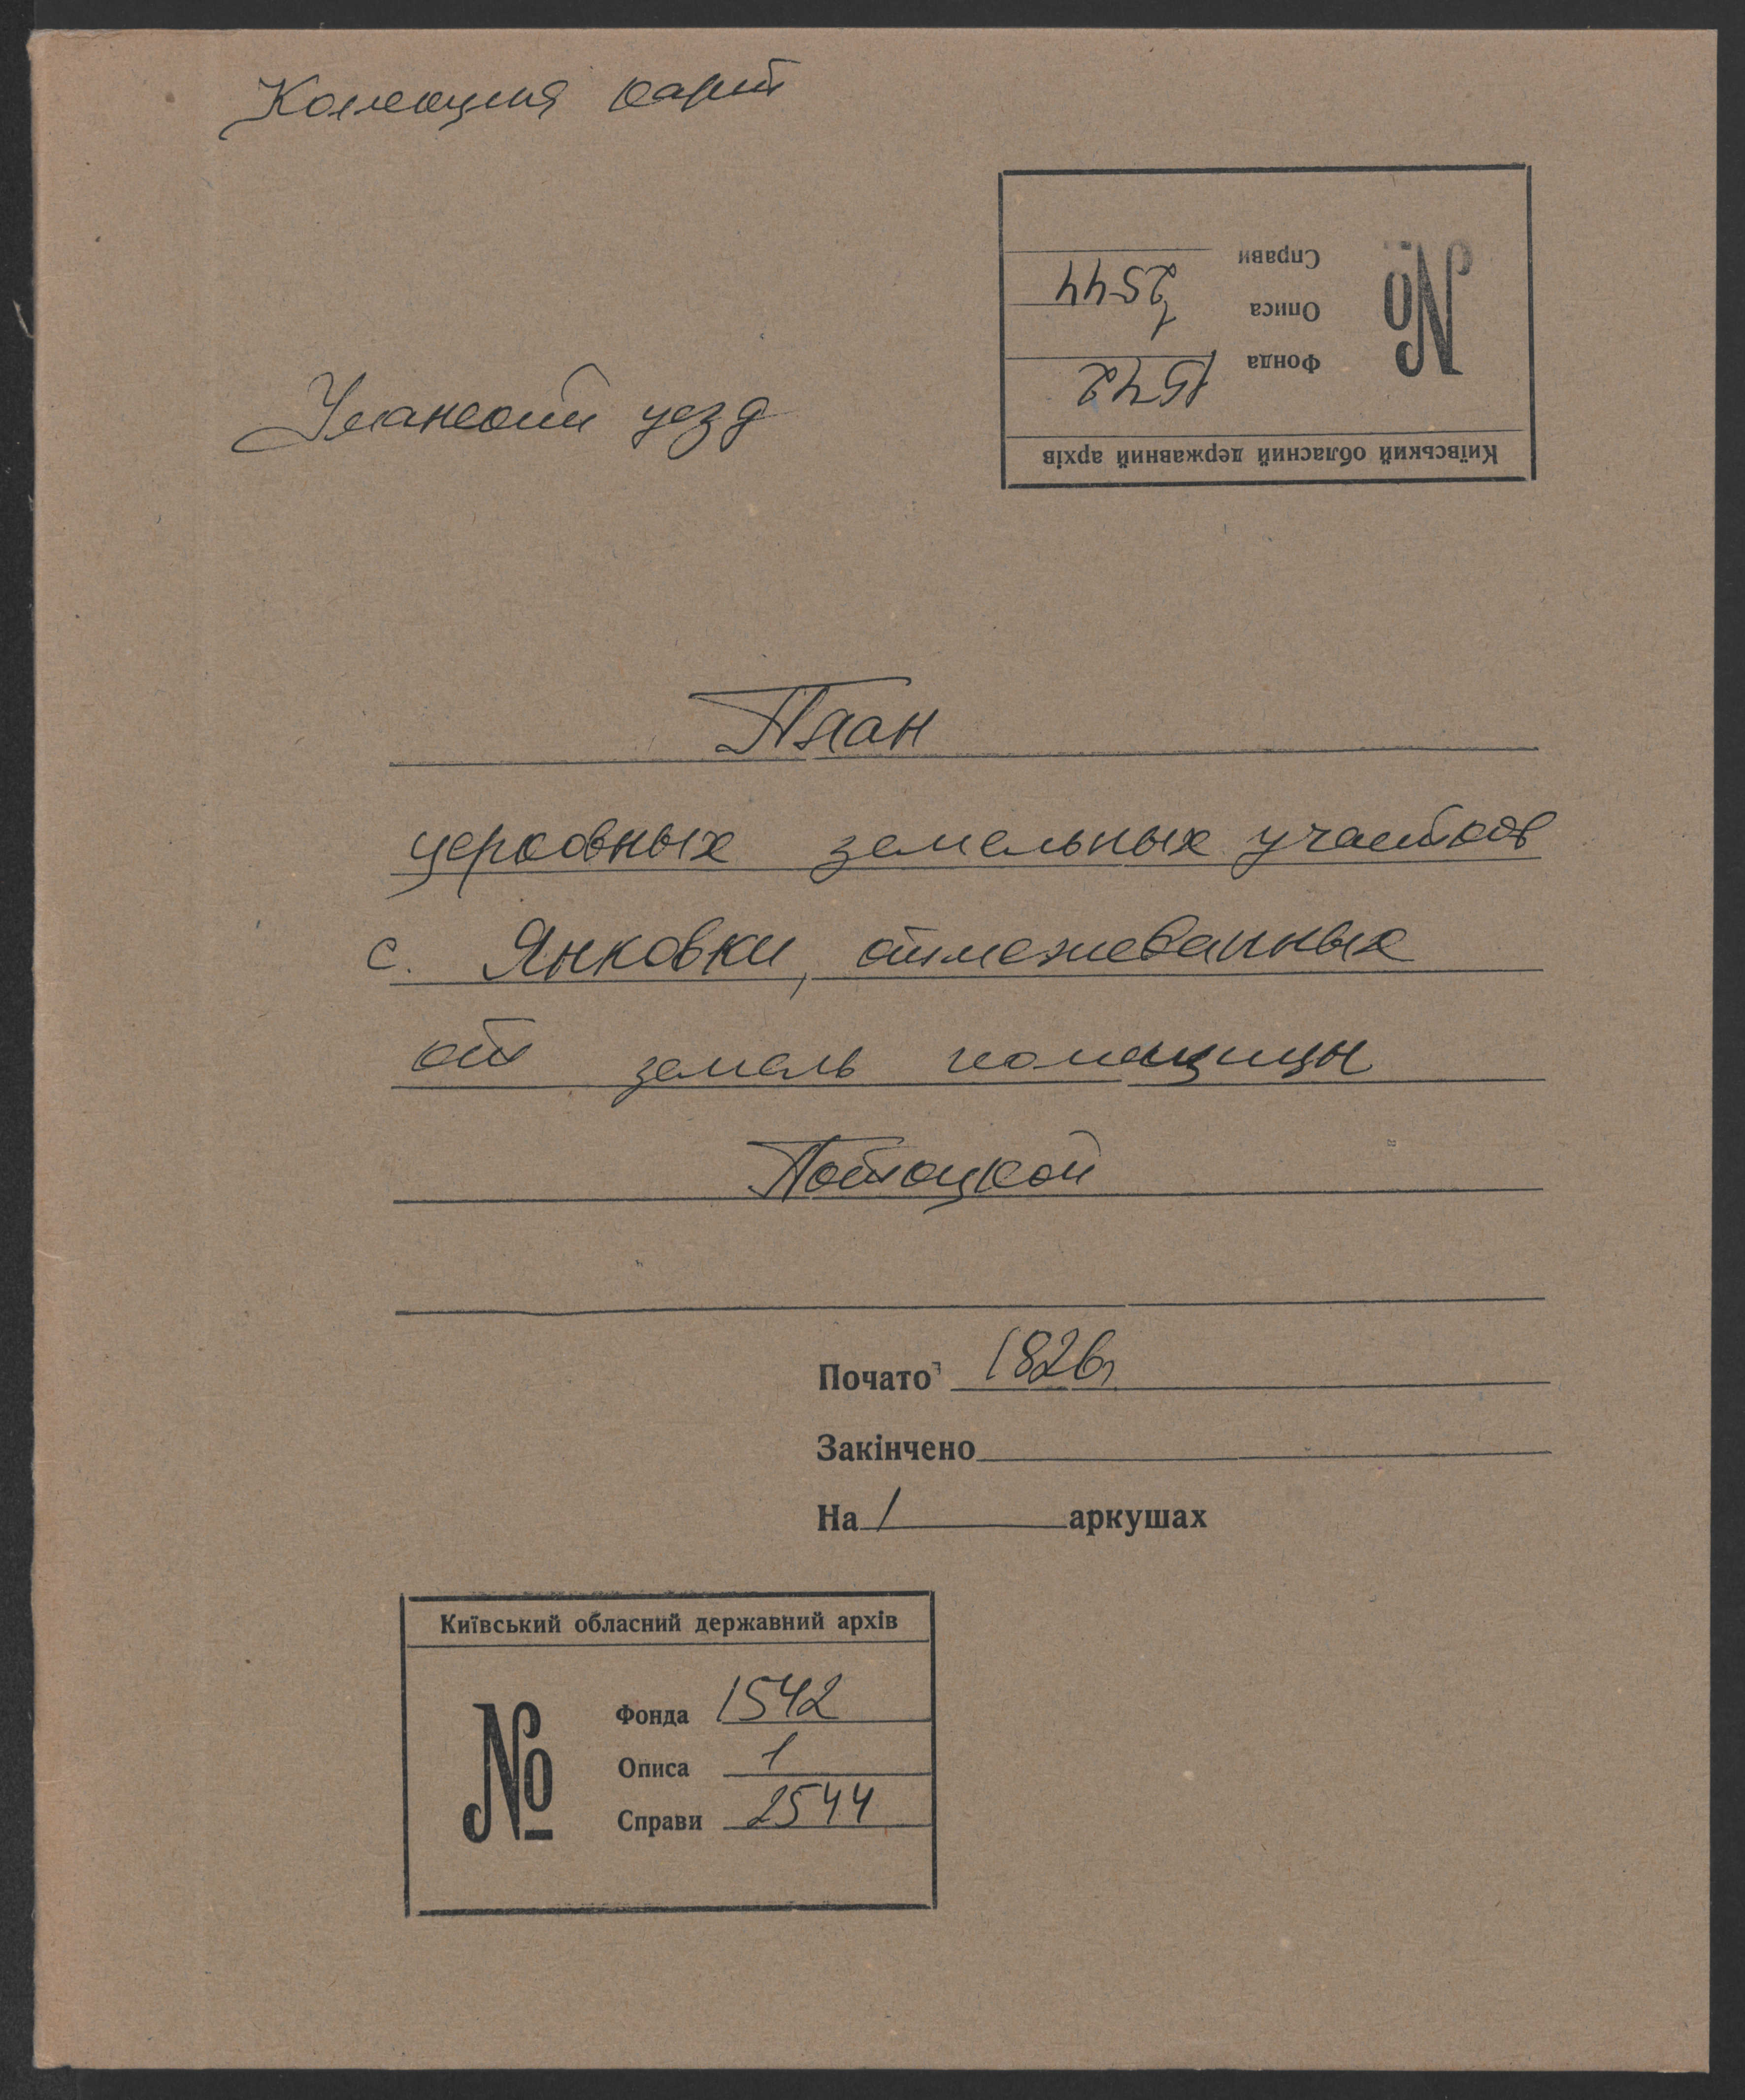 Коллекция карт
Київський обласний державний архів
№
Фонда 1542
Описа 1
Справи 2544
Уманский уезд
План
церковных земельных участков
с. Янковки, отмежеванных
от земель помещицы
Потоцкой
Почато 1826г
Закінчено
На 1 аркушах
Київський обласний державний архів
№
Фонда 1542
Описа 1
Справи 2544